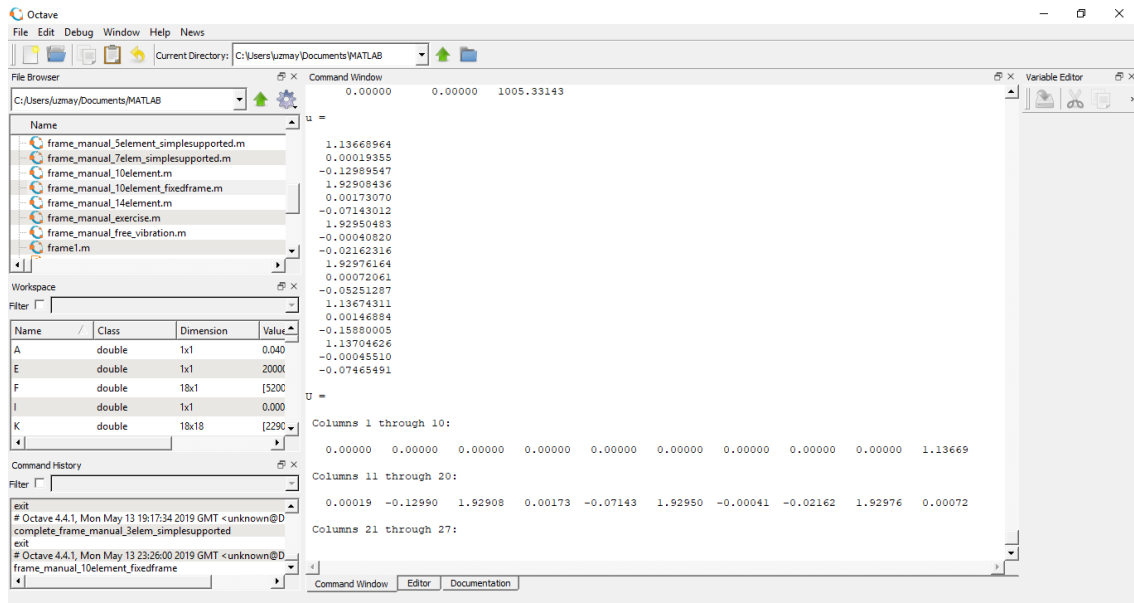 Octave
File Edit Debug Window Help News
Current Directory: C:\Users\uzmay\Documents\MATLAB
File Browser
C:/Users/uzmay/Documents/MATLAB
Name
frame_manual_5element_simplesupported.m
frame_manual_7elem_simplesupported.m
frame_manual_10element.m
frame_manual_10element_fixedframe.m
frame_manual_14element.m
frame_manual_exercise.m
frame_manual_free_vibration.m
frame1.m
Workspace
Filter
Name / Class Dimension Value
A double 1x1 0.040
E double 1x1 20000
F double 18x1 [5200
I double 1x1 0.000
K double 18x18 [2290
Command History
Filter
exit
# Octave 4.4.1, Mon May 13 19:17:34 2019 GMT <unknown@D
complete_frame_manual_3elem_simplesupported
exit
# Octave 4.4.1, Mon May 13 23:26:00 2019 GMT <unknown@D
frame_manual_10element_fixedframe
Command Window
0.00000 0.00000 1005.33143
u =
1.13668964
0.00019355
-0.12989547
1.92908436
0.00173070
-0.07143012
1.92950483
-0.00040820
-0.02162316
1.92976164
0.00072061
-0.05251287
1.13674311
0.00146884
-0.15880005
1.13704626
-0.00045510
-0.07465491
U =
Columns 1 through 10:
0.00000 0.00000 0.00000 0.00000 0.00000 0.00000 0.00000 0.00000 0.00000 1.13669
Columns 11 through 20:
0.00019 -0.12990 1.92908 0.00173 -0.07143 1.92950 -0.00041 -0.02162 1.92976 0.00072
Columns 21 through 27:
Command Window Editor Documentation
Variable Editor